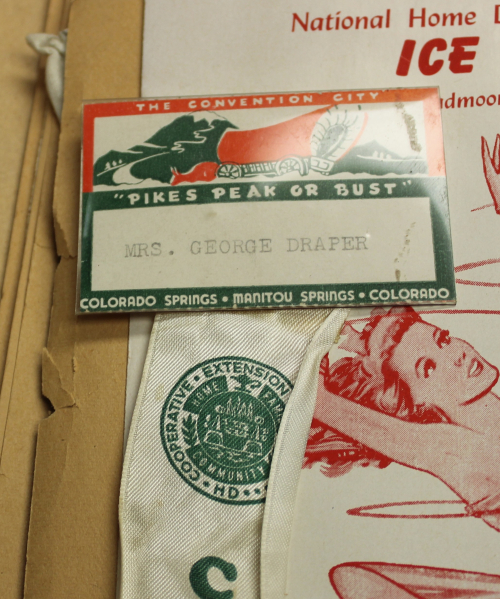 National Home D
ICE
admoor
THE CONVENTION CITY
"PIKES PEAK OR BUST"
MRS. GEORGE DRAPER
COLORADO SPRINGS • MANITOU SPRINGS • COLORADO
COOPERATIVE • EXTENSION
HOME
COMMUNITY
HD
C